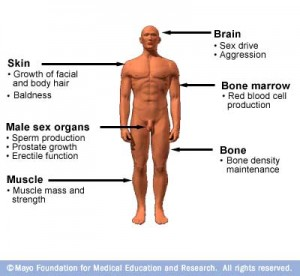 Brain
• Sex drive
• Aggression
Skin
• Growth of facial
and body hair
• Baldness
Bone marrow
• Red blood cell
production
Male sex organs
• Sperm production
• Prostate growth
• Erectile function
Bone
• Bone density
maintenance
Muscle
• Muscle mass and
strength
© Mayo Foundation for Medical Education and Research. All rights reserved.